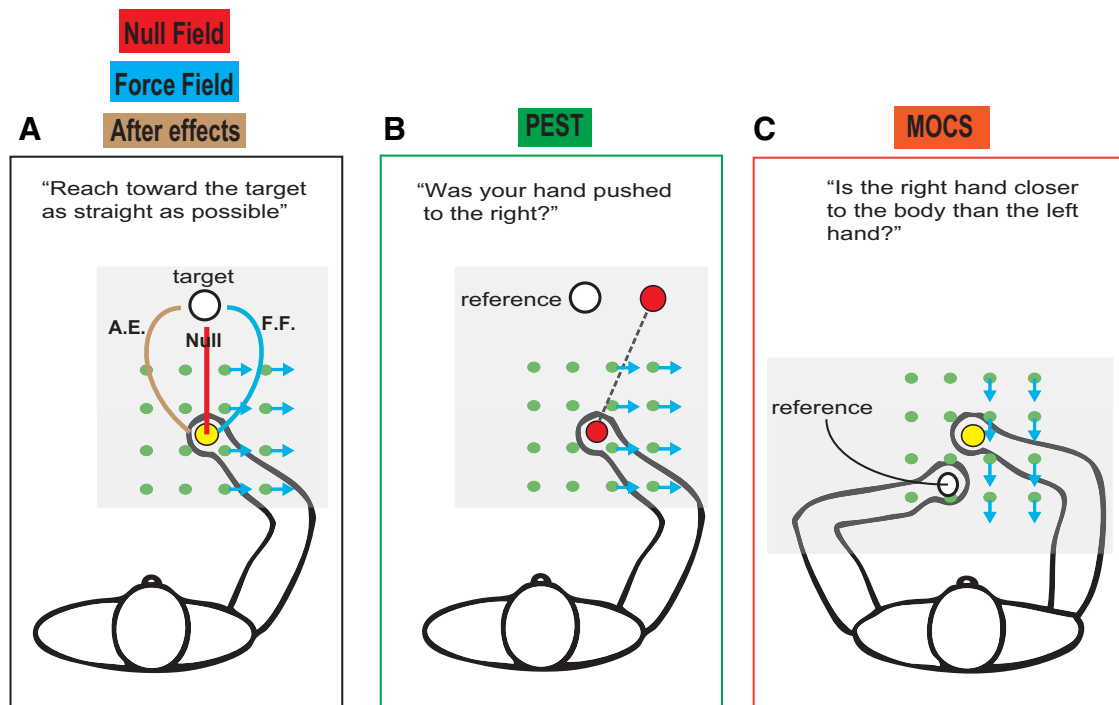 Null Field
Force Field
After effects
A
“Reach toward the target
as straight as possible”
target
A.E.
F.F.
Null
B
PEST
“Was your hand pushed
to the right?”
reference
C
MOCS
“Is the right hand closer
to the body than the left
hand?”
reference